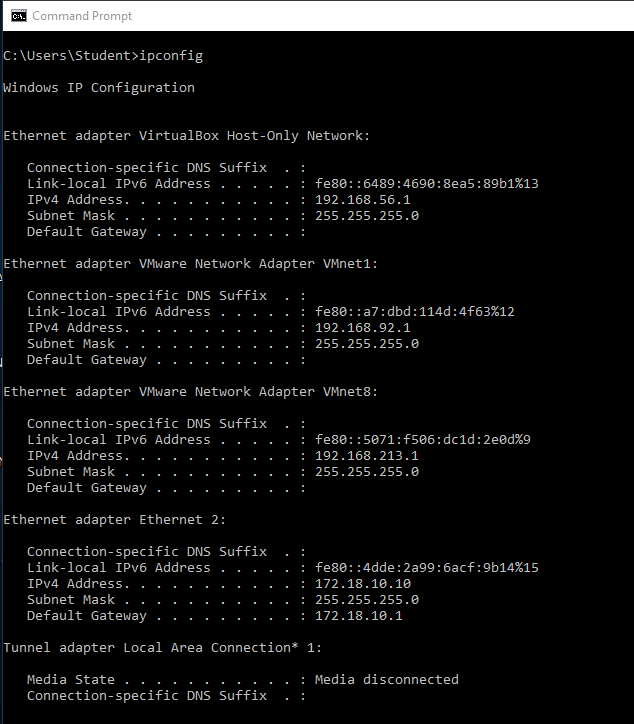 Command Prompt
C:\Users\Student>ipconfig
Windows IP Configuration
Ethernet adapter VirtualBox Host-Only Network:
   Connection-specific DNS Suffix  . :
   Link-local IPv6 Address . . . . . : fe80::6489:4690:8ea5:89b1%13
   IPv4 Address. . . . . . . . . . . : 192.168.56.1
   Subnet Mask . . . . . . . . . . . : 255.255.255.0
   Default Gateway . . . . . . . . . :
Ethernet adapter VMware Network Adapter VMnet1:
   Connection-specific DNS Suffix  . :
   Link-local IPv6 Address . . . . . : fe80::a7:dbd:114d:4f63%12
   IPv4 Address. . . . . . . . . . . : 192.168.92.1
   Subnet Mask . . . . . . . . . . . : 255.255.255.0
   Default Gateway . . . . . . . . . :
Ethernet adapter VMware Network Adapter VMnet8:
   Connection-specific DNS Suffix  . :
   Link-local IPv6 Address . . . . . : fe80::5071:f506:dc1d:2e0d%9
   IPv4 Address. . . . . . . . . . . : 192.168.213.1
   Subnet Mask . . . . . . . . . . . : 255.255.255.0
   Default Gateway . . . . . . . . . :
Ethernet adapter Ethernet 2:
   Connection-specific DNS Suffix  . :
   Link-local IPv6 Address . . . . . : fe80::4dde:2a99:6acf:9b14%15
   IPv4 Address. . . . . . . . . . . : 172.18.10.10
   Subnet Mask . . . . . . . . . . . : 255.255.255.0
   Default Gateway . . . . . . . . . : 172.18.10.1
Tunnel adapter Local Area Connection* 1:
   Media State . . . . . . . . . . . : Media disconnected
   Connection-specific DNS Suffix  . :